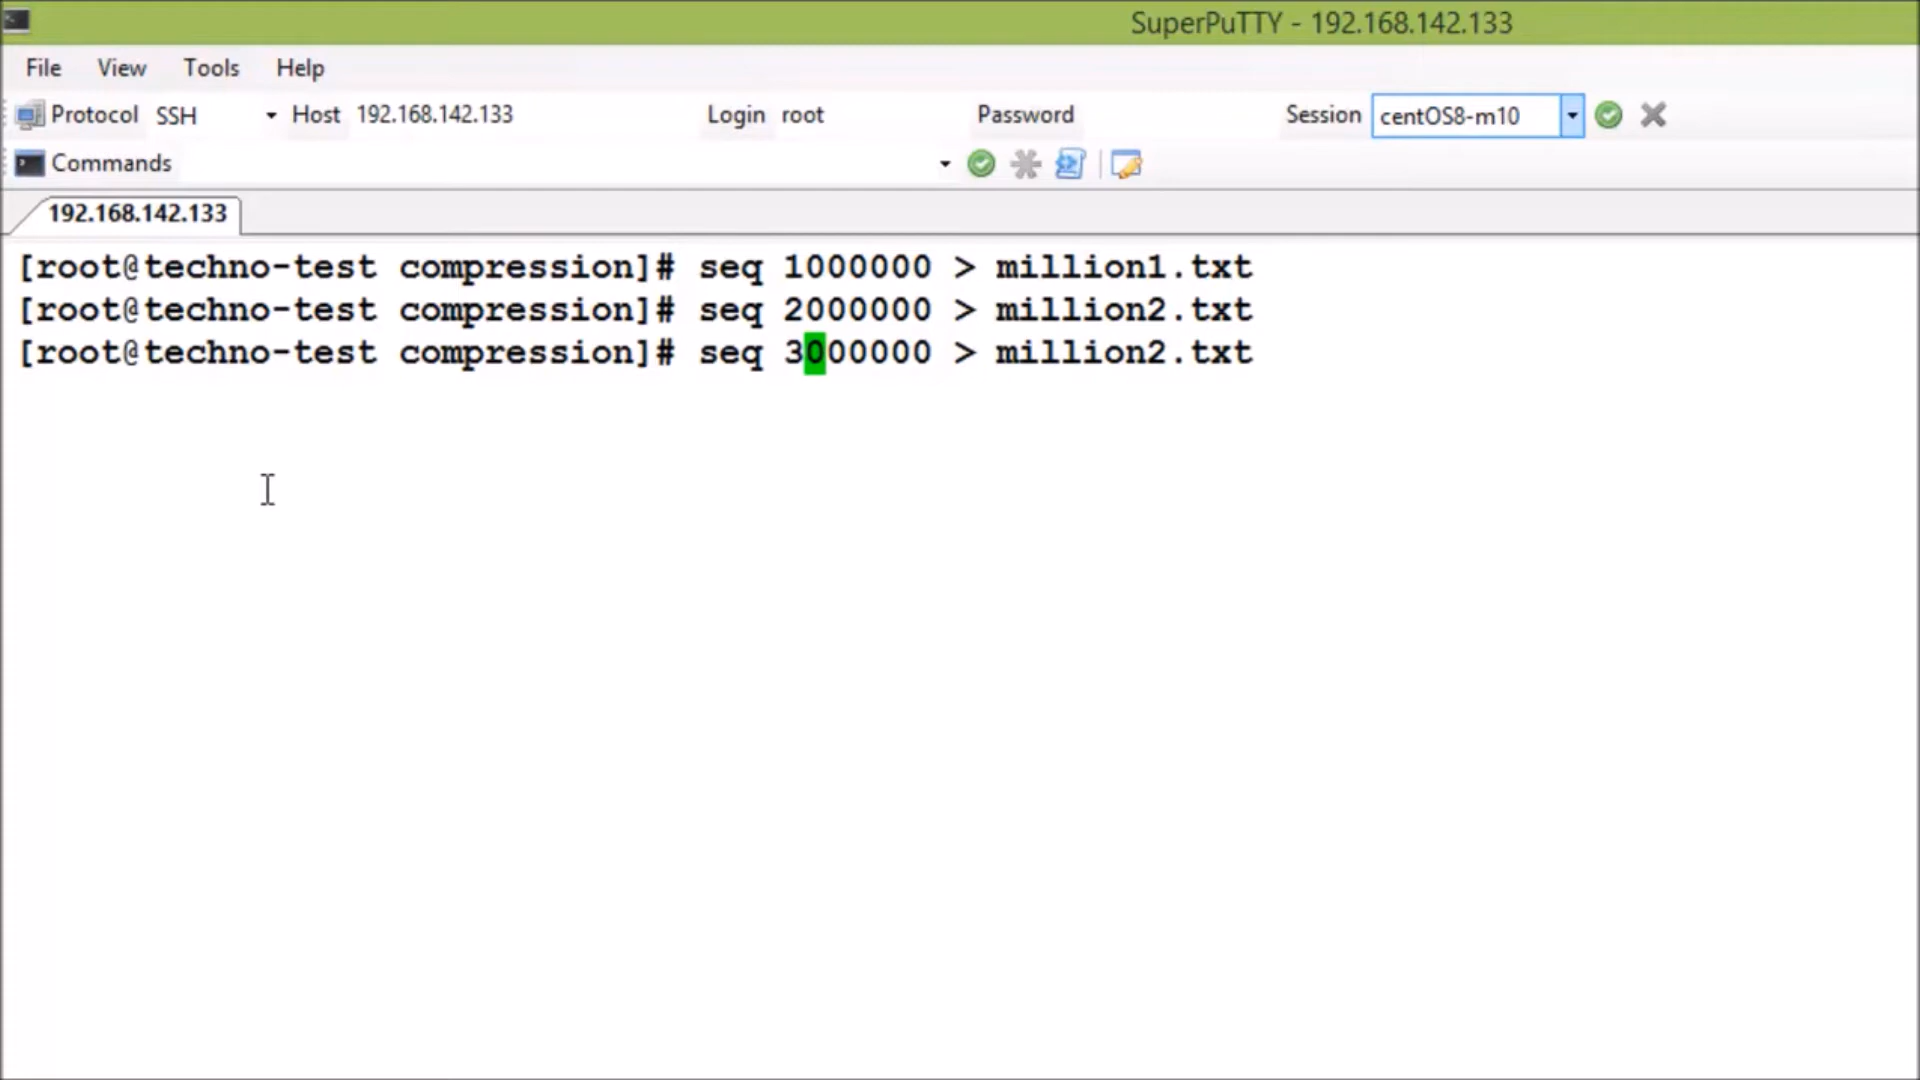 SuperPuTTY - 192.168.142.133
File View Tools Help
Protocol SSH Host 192.168.142.133 Login root Password Session centOS8-m10
Commands
192.168.142.133
[root@techno-test compression]# seq 1000000 > million1.txt
[root@techno-test compression]# seq 2000000 > million2.txt
[root@techno-test compression]# seq 3000000 > million2.txt